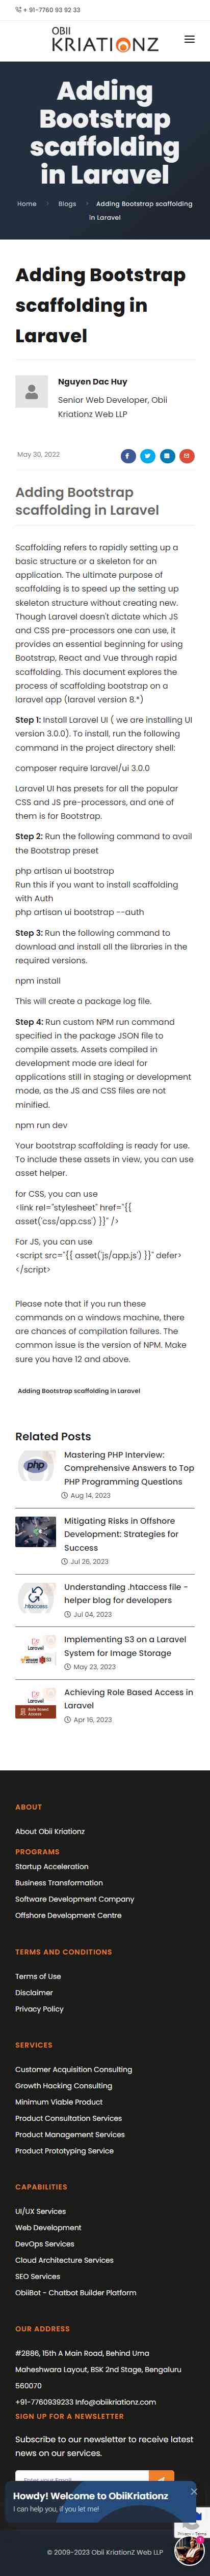 + 91-7760 93 92 33
OBII
KRIATIONZ
Adding
Bootstrap
scaffolding
in Laravel
Home > Blogs > Adding Bootstrap scaffolding
in Laravel
Adding Bootstrap
scaffolding in
Laravel
Nguyen Dac Huy
Senior Web Developer, Obii
Kriationz Web LLP
May 30, 2022
Adding Bootstrap
scaffolding in Laravel
Scaffolding refers to rapidly setting up a
basic structure or a skeleton for an
application. The ultimate purpose of
scaffolding is to speed up the setting up
skeleton structure without creating new.
Though Laravel doesn't dictate which JS
and CSS pre-processors one can use, it
provides an essential beginning for using
Bootstrap, React and Vue through rapid
scaffolding. This document explores the
process of scaffolding bootstrap on a
laravel app (laravel version 8.*)
Step 1: Install Laravel UI ( we are installing UI
version 3.0.0). To install, run the following
command in the project directory shell:
composer require laravel/ui 3.0.0
Laravel UI has presets for all the popular
CSS and JS pre-processors, and one of
them is for Bootstrap.
Step 2: Run the following command to avail
the Bootstrap preset
php artisan ui bootstrap
Run this if you want to install scaffolding
with Auth
php artisan ui bootstrap --auth
Step 3: Run the following command to
download and install all the libraries in the
required versions.
npm install
This will create a package log file.
Step 4: Run custom NPM run command
specified in the package JSON file to
compile assets. Assets compiled in
development mode are ideal for
applications still in staging or development
mode, as the JS and CSS files are not
minified.
npm run dev
Your bootstrap scaffolding is ready for use.
To include these assets in view, you can use
asset helper.
for CSS, you can use
<link rel="stylesheet" href="{{
asset('css/app.css') }}" />
For JS, you can use
<script src="{{ asset('js/app.js') }}" defer>
</script>
Please note that if you run these
commands on a windows machine, there
are chances of compilation failures. The
common issue is the version of NPM. Make
sure you have 12 and above.
Adding Bootstrap scaffolding in Laravel
Related Posts
php
Mastering PHP Interview:
Comprehensive Answers to Top
PHP Programming Questions
Aug 14, 2023
Mitigating Risks in Offshore
Development: Strategies for
Success
Jul 26, 2023
.htaccess
Understanding .htaccess file -
helper blog for developers
Jul 04, 2023
Implementing S3 on a Laravel
System for Image Storage
May 23, 2023
Achieving Role Based Access in
Laravel
Apr 16, 2023
ABOUT
About Obii Kriationz
PROGRAMS
Startup Acceleration
Business Transformation
Software Development Company
Offshore Development Centre
TERMS AND CONDITIONS
Terms of Use
Disclaimer
Privacy Policy
SERVICES
Customer Acquisition Consulting
Growth Hacking Consulting
Minimum Viable Product
Product Consultation Services
Product Management Services
Product Prototyping Service
CAPABILITIES
UI/UX Services
Web Development
DevOps Services
Cloud Architecture Services
SEO Services
ObiiBot - Chatbot Builder Platform
OUR ADDRESS
#2886, 15th A Main Road, Behind Uma
Maheshwara Layout, BSK 2nd Stage, Bengaluru
560070
+91-7760939233 Info@obiikriationz.com
SIGN UP FOR A NEWSLETTER
Subscribe to our newsletter to receive latest
news on our services.
Howdy! Welcome to ObiiKriationz
I can help you, if you let me!
© 2009-2023 Obii KriationZ Web LLP